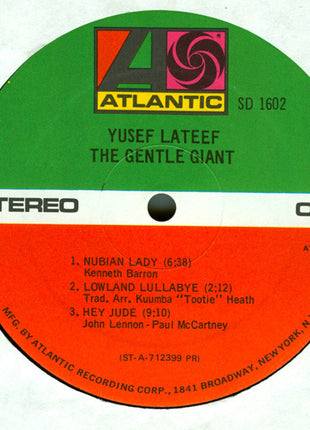 ATLANTIC
SD 1602
YUSEF LATEEF
THE GENTLE GIANT
STEREO
1. NUBIAN LADY (6:38)
Kenneth Barron
2. LOWLAND LULLABYE (2:12)
Trad. Arr. Kuumba "Tootie" Heath
3. HEY JUDE (9:10)
John Lennon - Paul McCartney
(ST-A-712399 PR)
MFG. BY ATLANTIC RECORDING CORP., 1841 BROADWAY, NEW YORK, N.